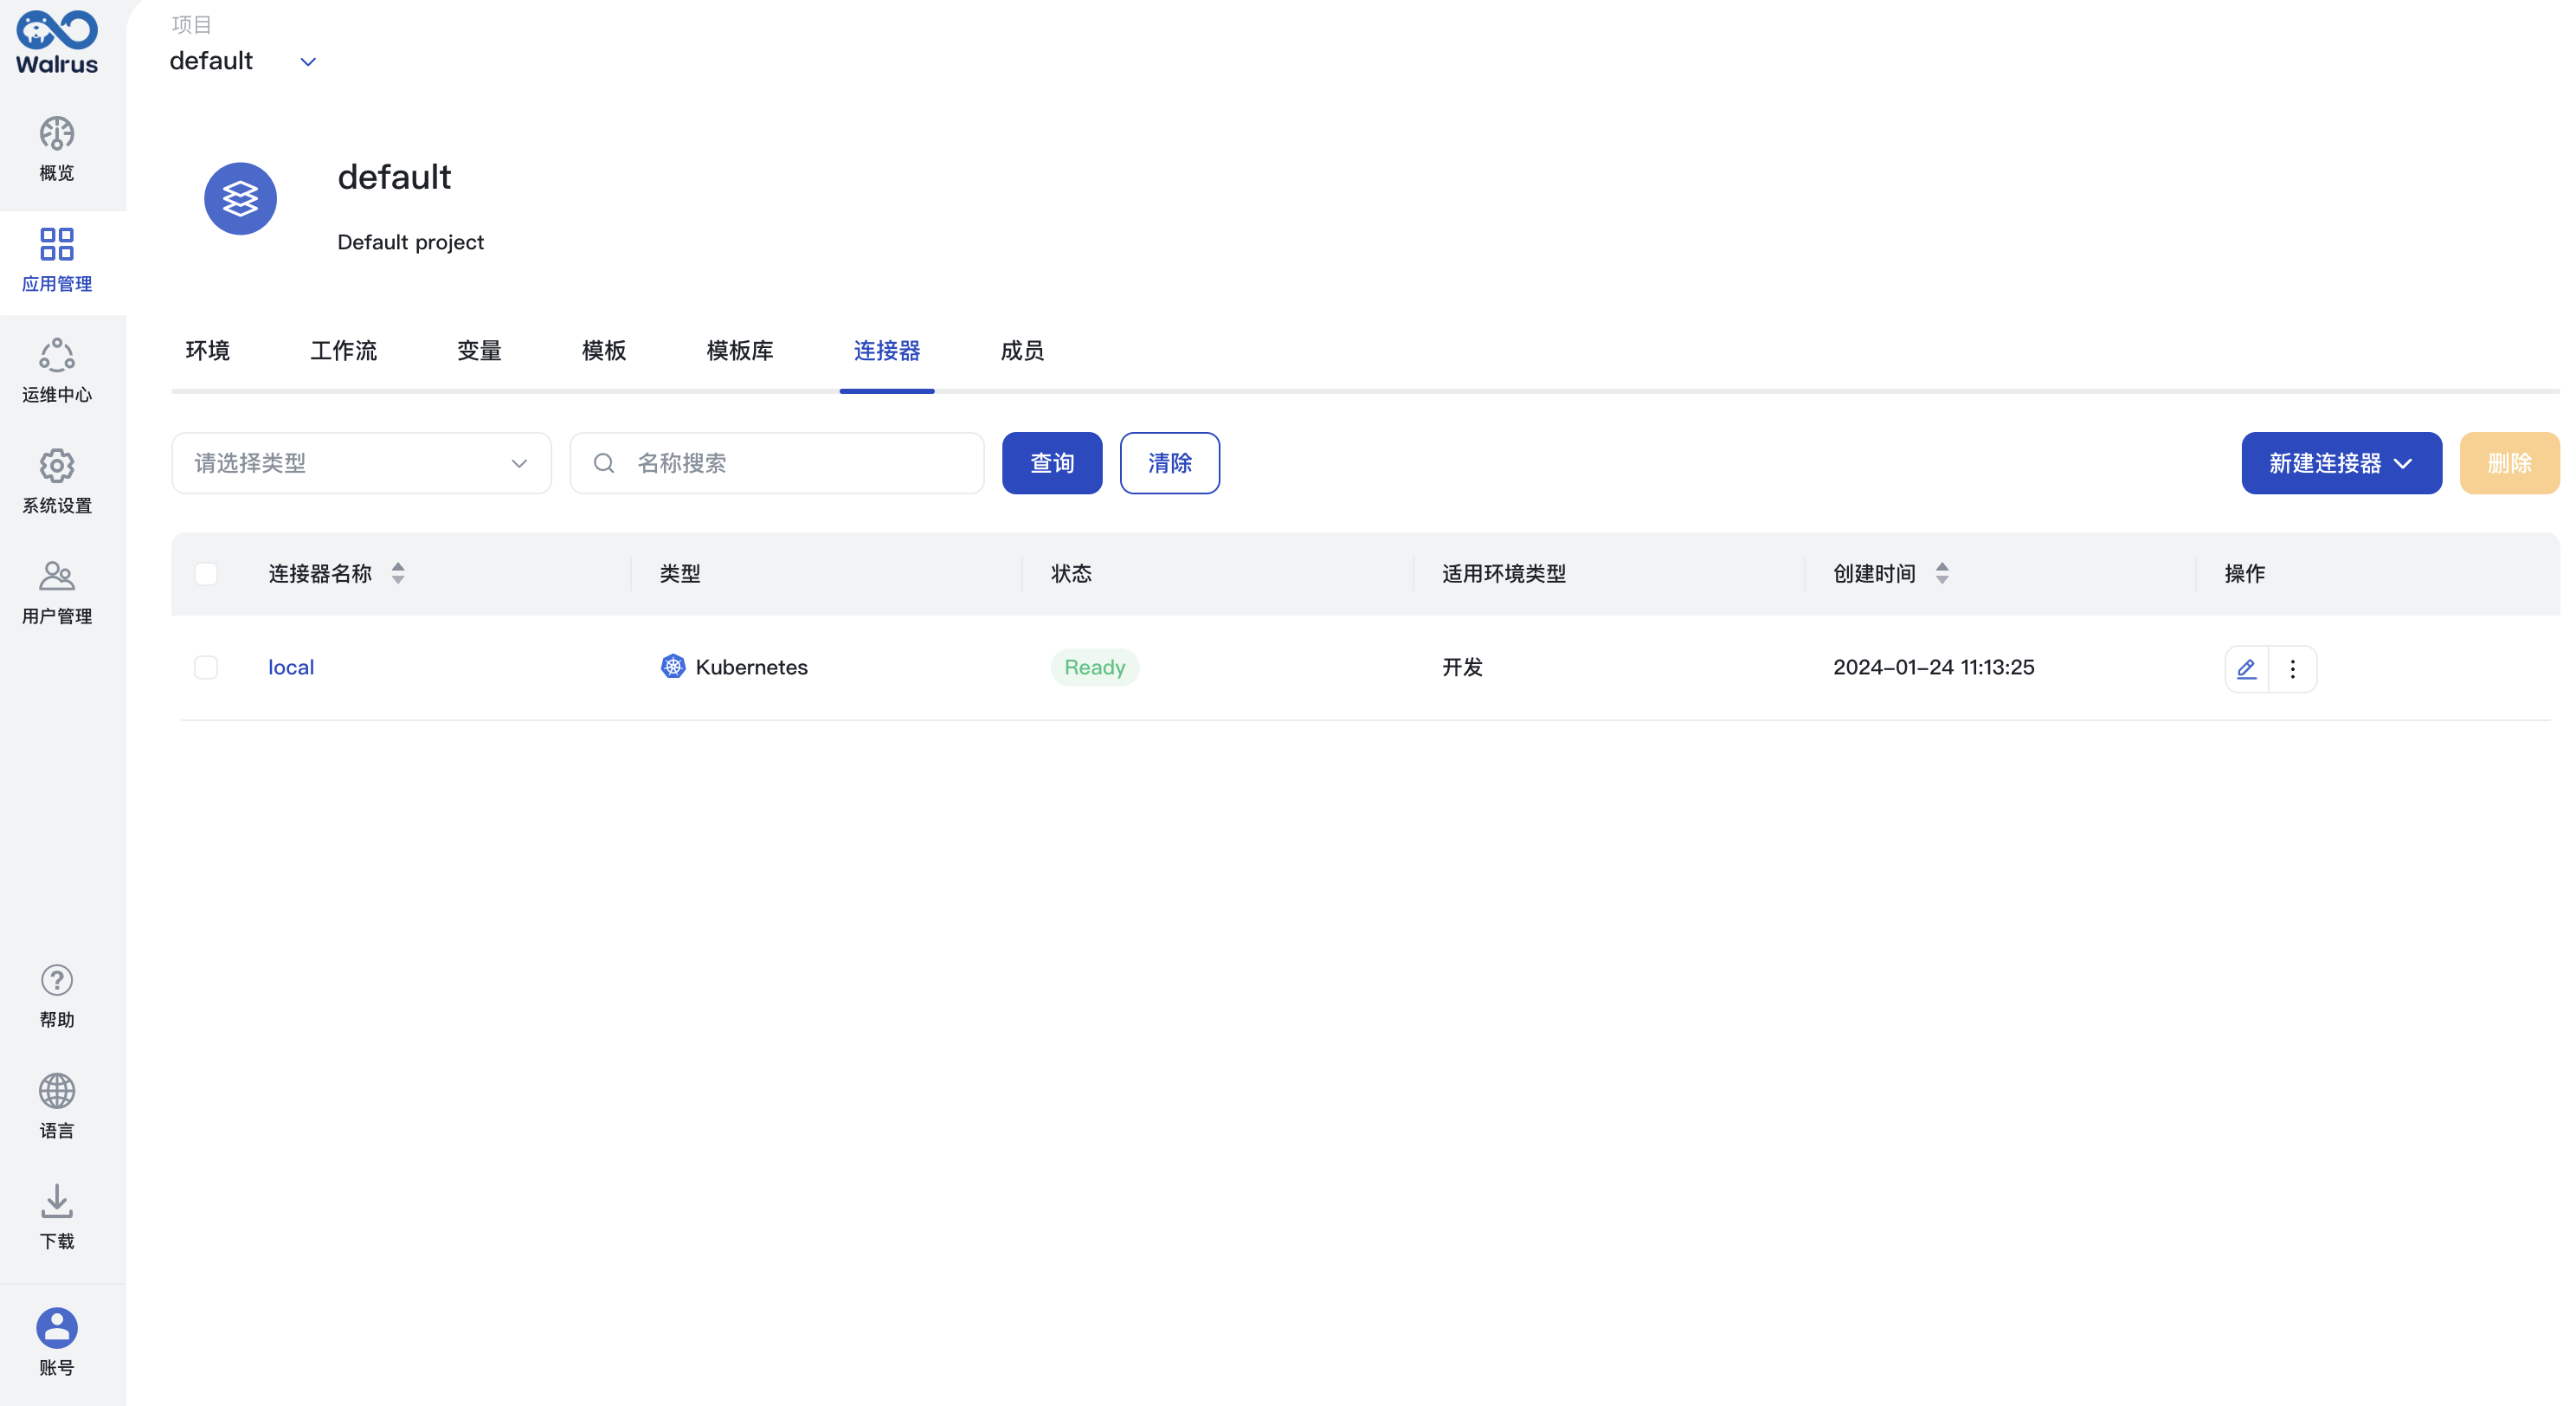 Walrus
概览
应用管理
运维中心
系统设置
用户管理
帮助
语言
下载
账号
项目
default
default
Default project
环境 工作流 变量 模板 模板库 连接器 成员
请选择类型 名称搜索 查询 清除 新建连接器 删除
连接器名称 类型 状态 适用环境类型 创建时间 操作
local Kubernetes Ready 开发 2024-01-24 11:13:25